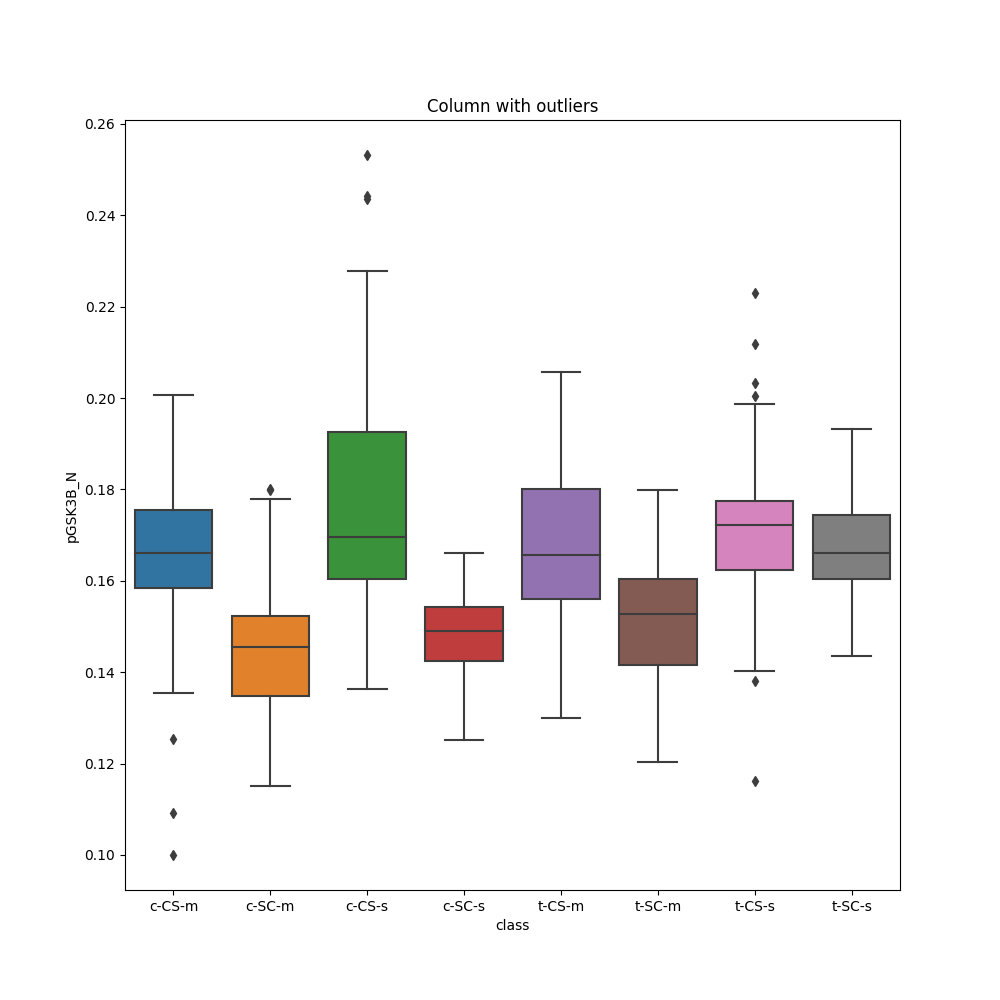 Column with outliers
0.26
0.24
0.22
0.20
0.18
0.16
0.14
0.12
0.10
pGSK3B_N
c-CS-m c-SC-m c-CS-s c-SC-s t-CS-m t-SC-m t-CS-s t-SC-s
class